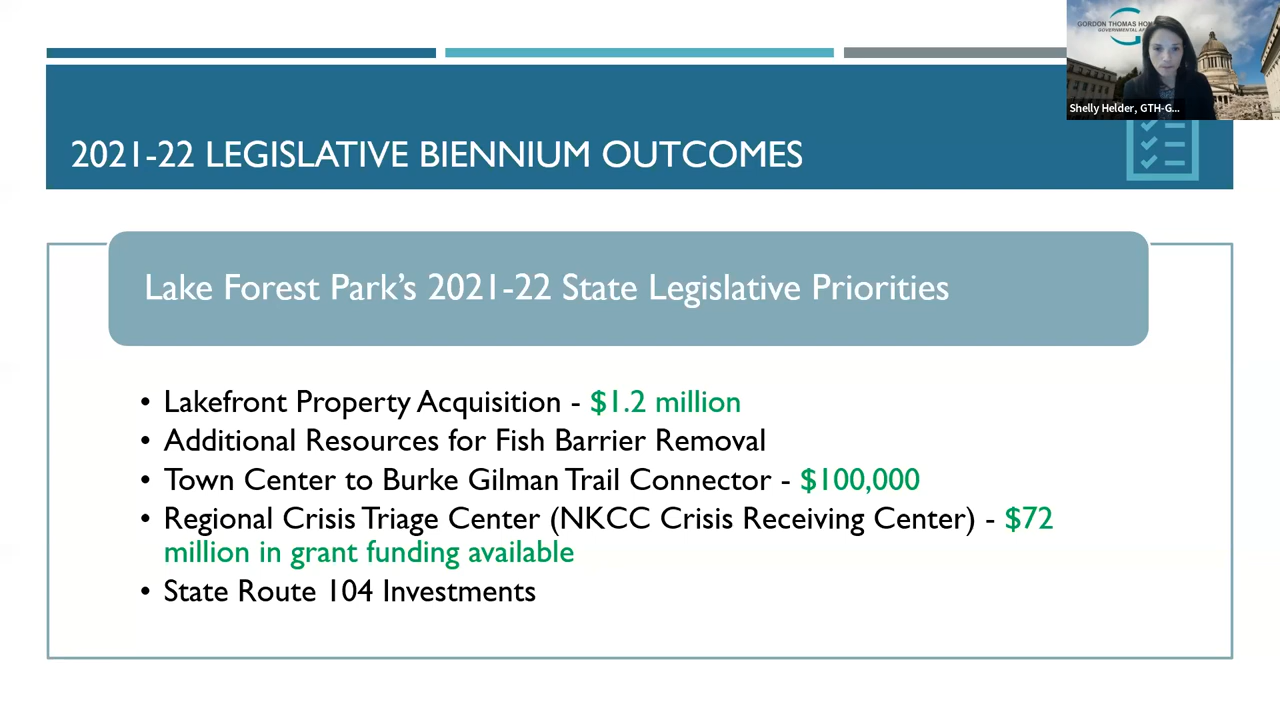 GORDON THOMAS HON
GOVERNMENTAL AF
Shelly Helder, GTH-G...
2021-22 LEGISLATIVE BIENNIUM OUTCOMES
Lake Forest Park’s 2021-22 State Legislative Priorities
• Lakefront Property Acquisition - $1.2 million
• Additional Resources for Fish Barrier Removal
• Town Center to Burke Gilman Trail Connector - $100,000
• Regional Crisis Triage Center (NKCC Crisis Receiving Center) - $72
million in grant funding available
• State Route 104 Investments